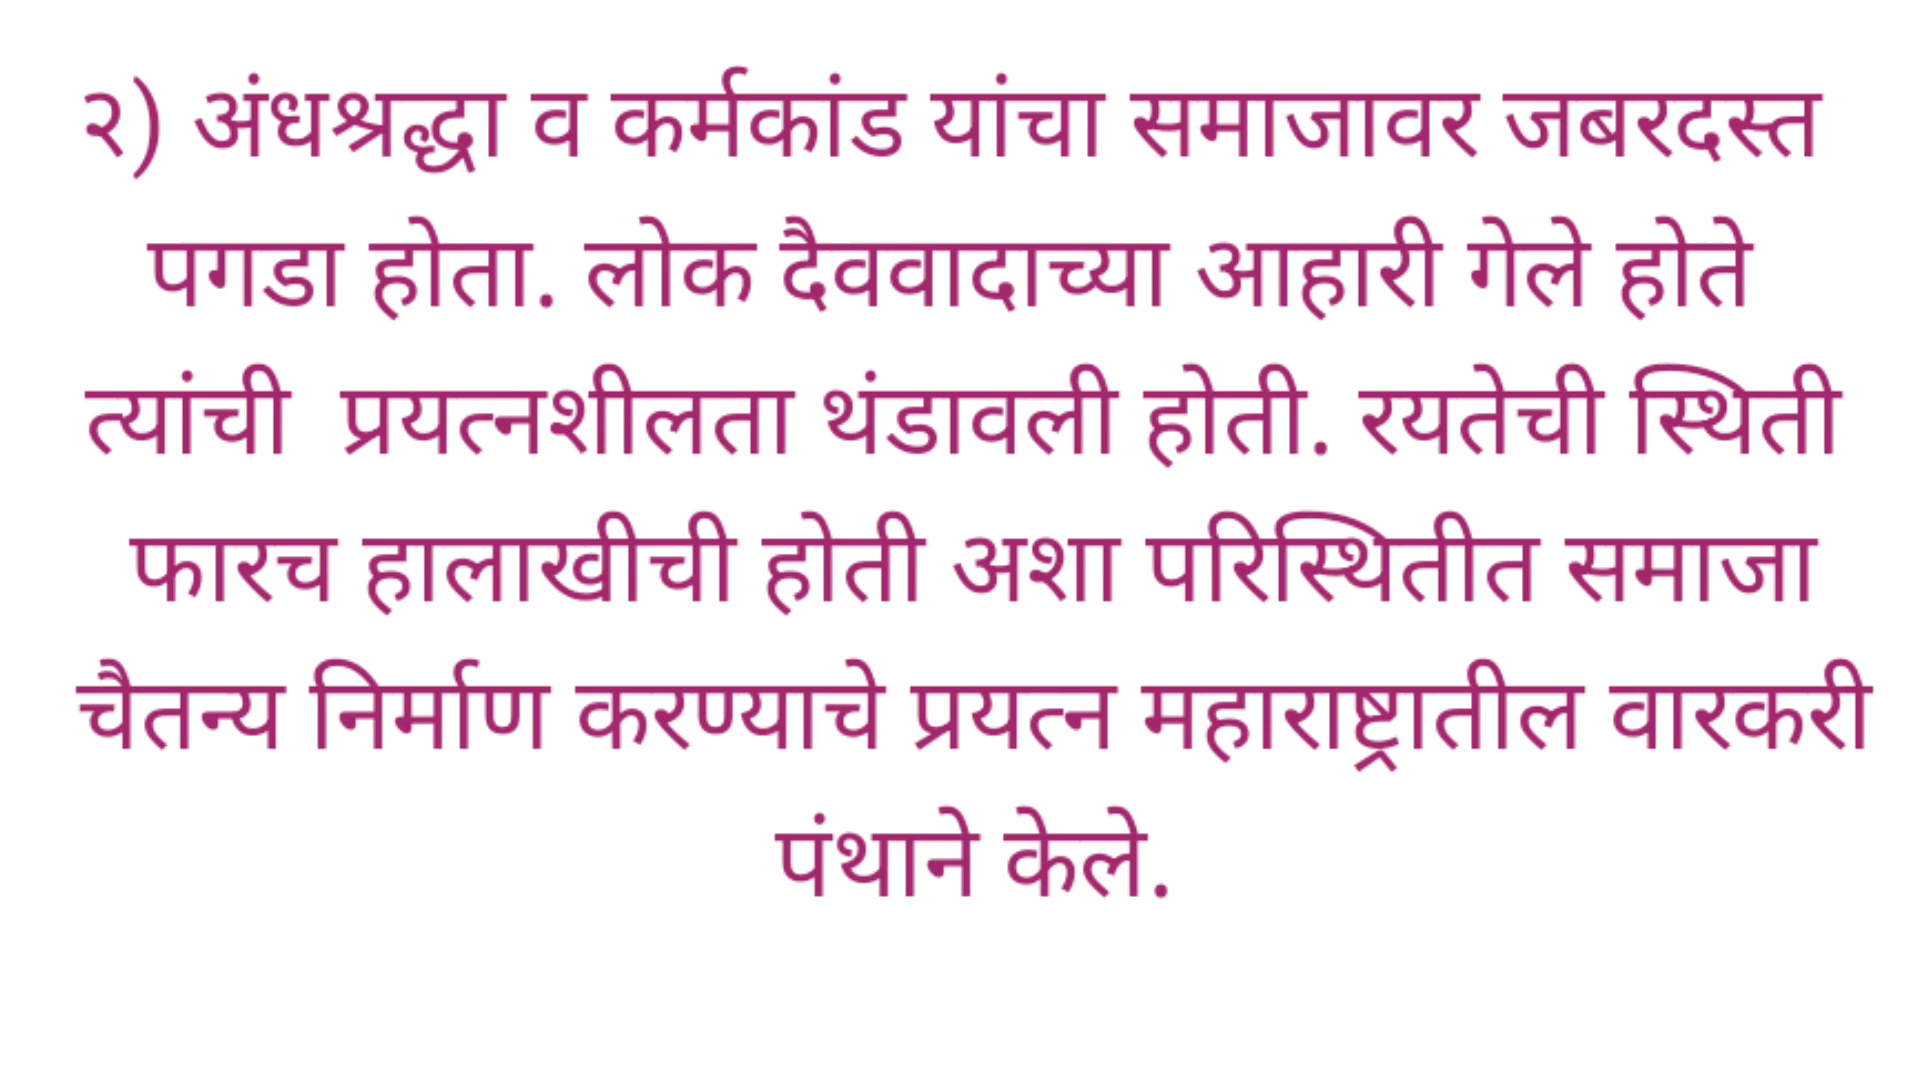 २) अंधश्रद्धा व कर्मकांड यांचा समाजावर जबरदस्त
पगडा होता. लोक दैववादाच्या आहारी गेले होते
त्यांची  प्रयत्नशीलता थंडावली होती. रयतेची स्थिती
फारच हालाखीची होती अशा परिस्थितीत समाजा
चैतन्य निर्माण करण्याचे प्रयत्न महाराष्ट्रातील वारकरी
पंथाने केले.